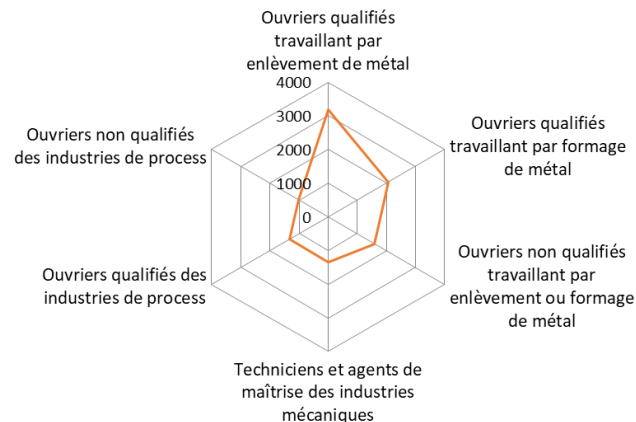 Ouvriers qualifiés
travaillant par
enlèvement de métal
4000
3000
2000
1000
0
Ouvriers qualifiés
travaillant par formage
de métal
Ouvriers non qualifiés
travaillant par
enlèvement ou formage
de métal
Techniciens et agents de
maîtrise des industries
mécaniques
Ouvriers qualifiés des
industries de process
Ouvriers non qualifiés
des industries de process